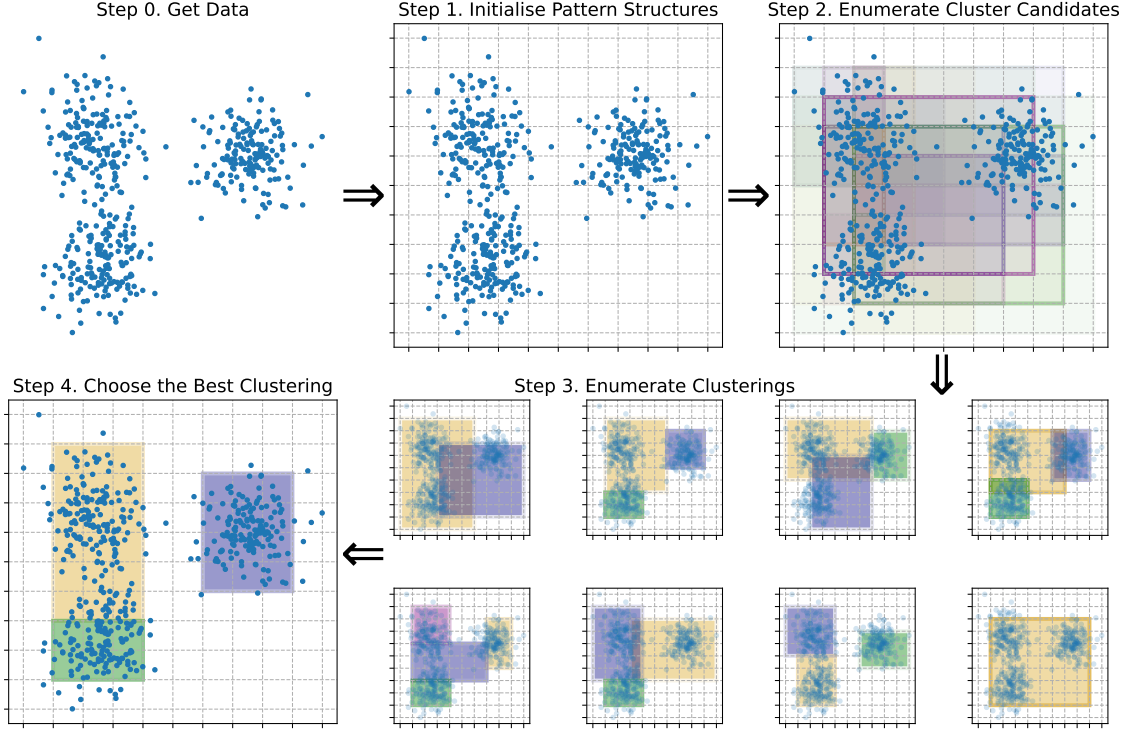 Step 0. Get Data
Step 1. Initialise Pattern Structures
Step 2. Enumerate Cluster Candidates
Step 4. Choose the Best Clustering
Step 3. Enumerate Clusterings